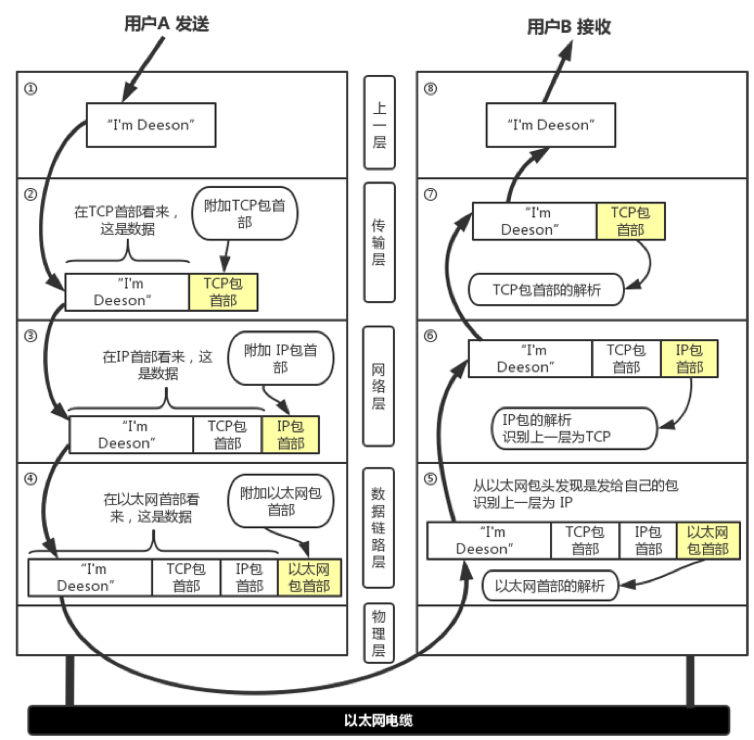 用户A 发送
用户B 接收
①
“I'm Deeson”
上
一
层
⑧
“I'm Deeson”
②
在TCP首部看来，
这是数据
附加TCP包首
部
“I'm
Deeson”
TCP包
首部
传
输
层
⑦
“I'm
Deeson”
TCP包
首部
TCP包首部的解析
③
在IP首部看来，这
是数据
附加 IP包首
部
“I'm
Deeson”
TCP包
首部
IP包
首部
网
络
层
⑥
“I'm
Deeson”
TCP包
首部
IP包
首部
IP包的解析
识别上一层为TCP
④
在以太网首部看
来，这是数据
附加以太网包
首部
“I'm
Deeson”
TCP包
首部
IP包
首部
以太网
包首部
数
据
链
路
层
⑤
从以太网包头发现是发给自己的包
识别上一层为 IP
“I'm
Deeson”
TCP包
首部
IP包
首部
以太网
包首部
以太网首部的解析
物
理
层
以太网电缆